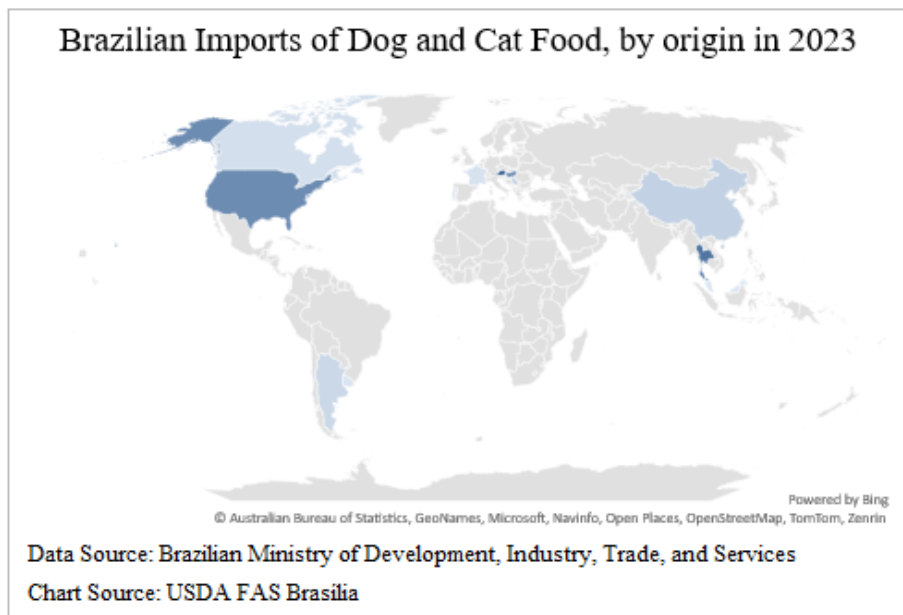 Brazilian Imports of Dog and Cat Food, by origin in 2023
Powered by Bing
© Australian Bureau of Statistics, GeoNames, Microsoft, Navinfo, Open Places, OpenStreetMap, TomTom, Zenrin
Data Source: Brazilian Ministry of Development, Industry, Trade, and Services
Chart Source: USDA FAS Brasilia